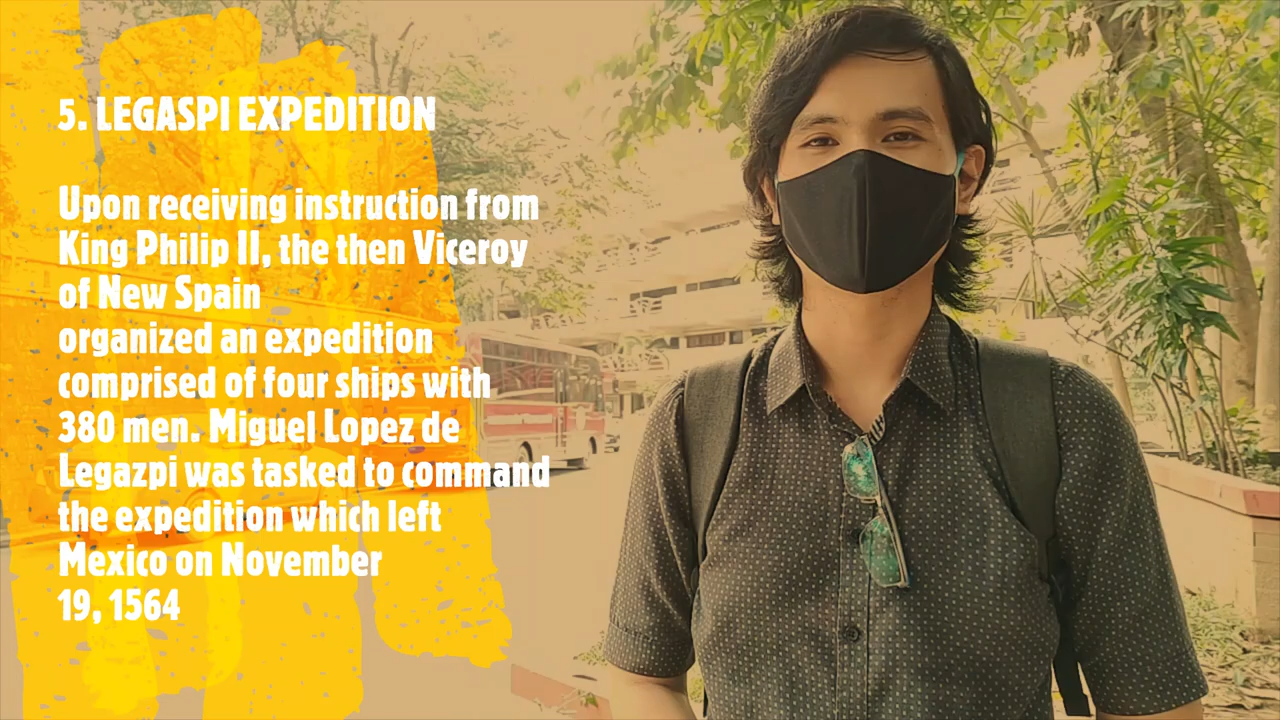 5. LEGASPI EXPEDITION
Upon receiving instruction from
King Philip II, the then Viceroy
of New Spain
organized an expedition
comprised of four ships with
380 men. Miguel Lopez de
Legazpi was tasked to command
the expedition which left
Mexico on November
19, 1564